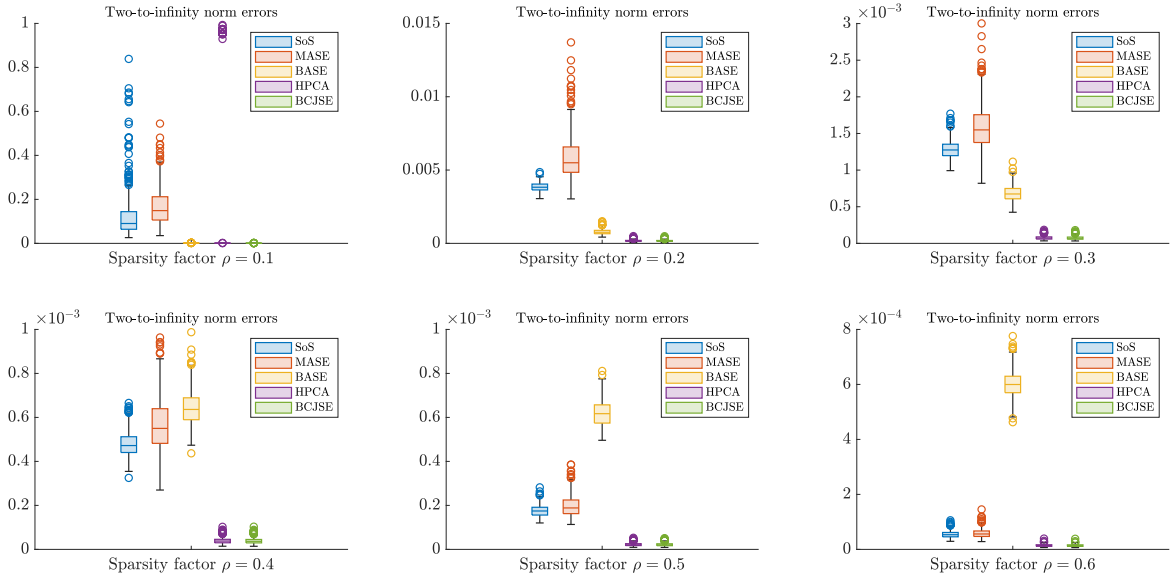 Two-to-infinity norm errors
1
0.8
0.6
0.4
0.2
0
SoS
MASE
BASE
HPCA
BCJSE
Sparsity factor ρ = 0.1
Two-to-infinity norm errors
0.015
0.01
0.005
0
SoS
MASE
BASE
HPCA
BCJSE
Sparsity factor ρ = 0.2
×10⁻³
Two-to-infinity norm errors
3
2.5
2
1.5
1
0.5
0
SoS
MASE
BASE
HPCA
BCJSE
Sparsity factor ρ = 0.3
×10⁻³
Two-to-infinity norm errors
1
0.8
0.6
0.4
0.2
0
SoS
MASE
BASE
HPCA
BCJSE
Sparsity factor ρ = 0.4
×10⁻³
Two-to-infinity norm errors
1
0.8
0.6
0.4
0.2
0
SoS
MASE
BASE
HPCA
BCJSE
Sparsity factor ρ = 0.5
×10⁻⁴
Two-to-infinity norm errors
8
6
4
2
0
SoS
MASE
BASE
HPCA
BCJSE
Sparsity factor ρ = 0.6